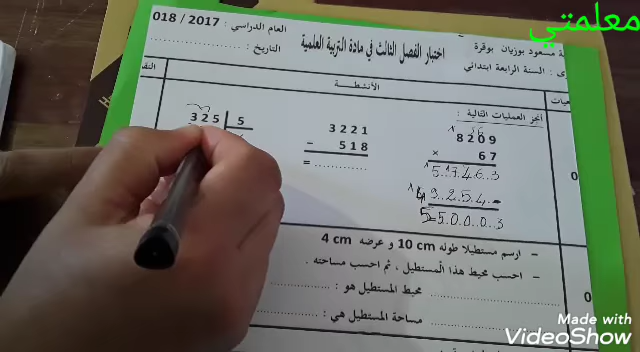 معلمتي
018 / 2017 : العام الدراسي
التاريخ :
مسعود بوزيان بوقرة
اختبار الفصل الثالث في مادة التربية العلمية
السنة الرابعة ابتدائي
الأنشطة
أنجز العمليات التالية :
325 | 5
3221
- 518
= ............
8209
× 67
57463
49254
550003
- ارسم مستطيلا طوله 10 cm و عرضه 4 cm
- احسب محيط هذا المستطيل ، ثم احسب مساحته .
محيط المستطيل هو :
مساحة المستطيل هي :
Made with
VideoShow